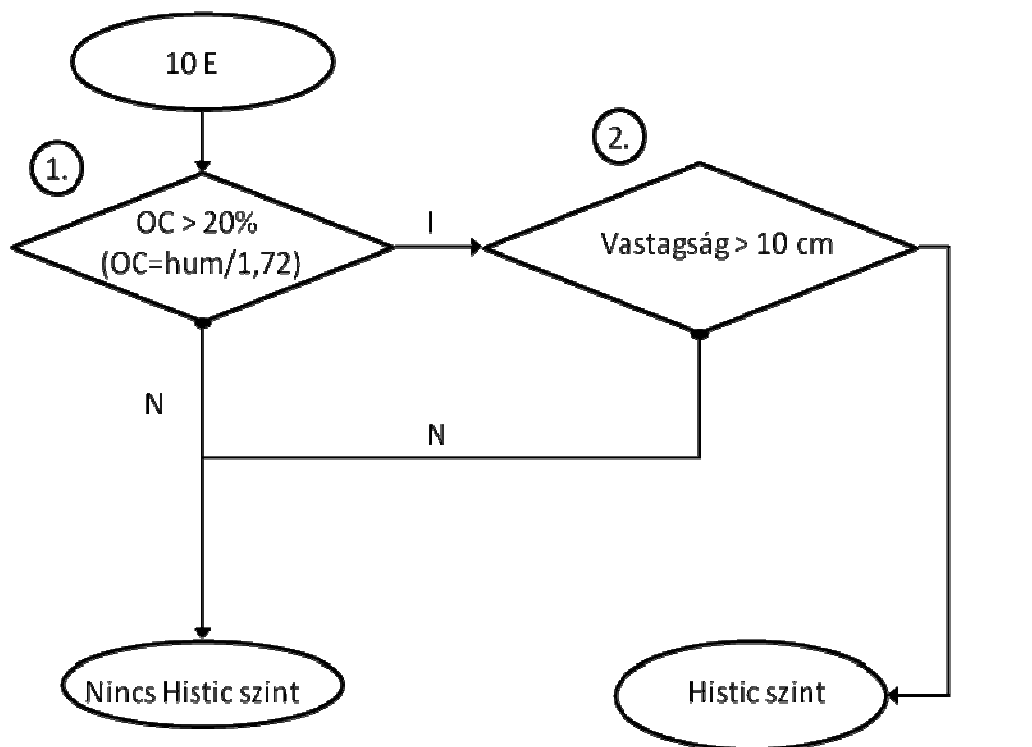 10 E
1.
OC > 20%
(OC=hum/1,72)
I
2.
Vastagság > 10 cm
N
N
Nincs Histic szint
Histic szint